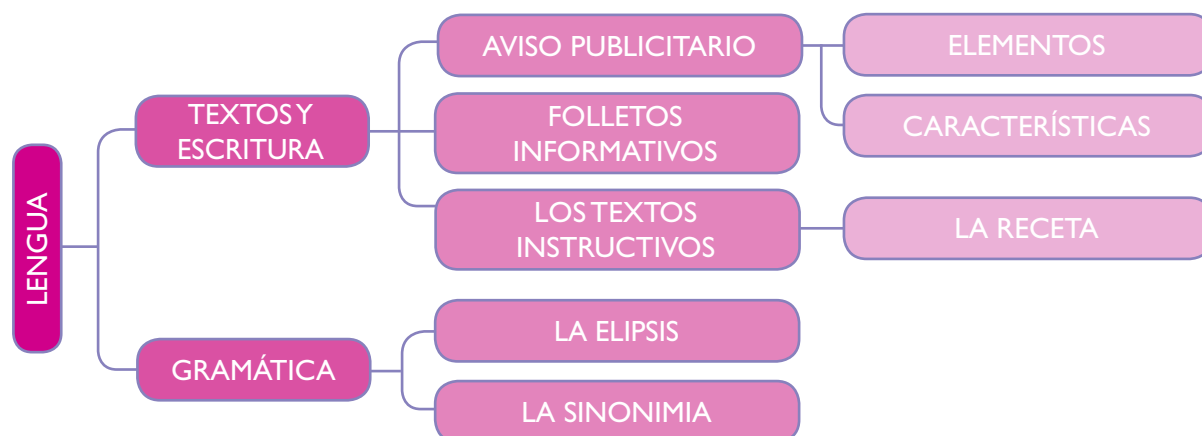 LENGUA
TEXTOS Y
ESCRITURA
AVISO PUBLICITARIO
ELEMENTOS
CARACTERÍSTICAS
FOLLETOS
INFORMATIVOS
LOS TEXTOS
INSTRUCTIVOS
LA RECETA
GRAMÁTICA
LA ELIPSIS
LA SINONIMIA